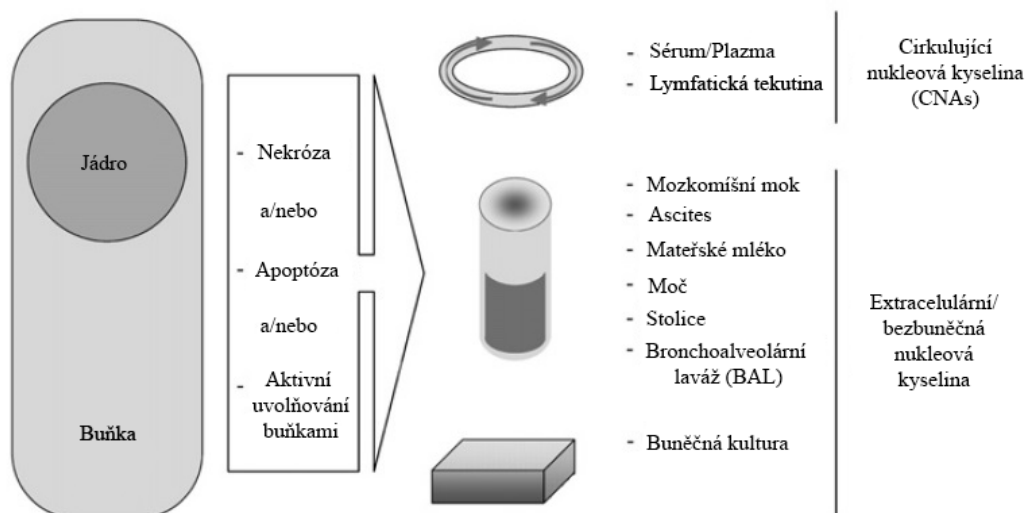 Jádro
Buňka
- Nekróza
a/nebo
- Apoptóza
a/nebo
- Aktivní
uvolňování
buňkami
- Sérum/Plazma
- Lymfatická tekutina
Cirkulující
nukleová kyselina
(CNAs)
- Mozkomíšní mok
- Ascites
- Mateřské mléko
- Moč
- Stolice
- Bronchoalveolární
laváž (BAL)
- Buněčná kultura
Extracelulární/
bezbuněčná
nukleová
kyselina